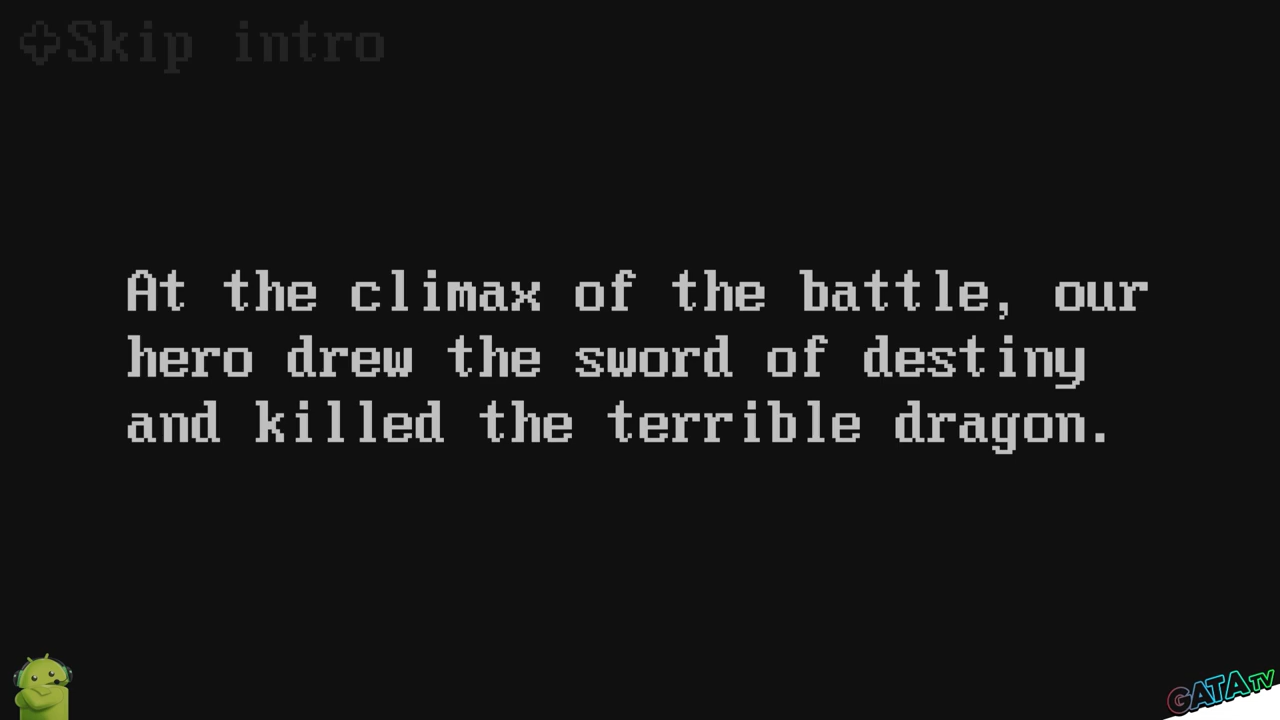 Skip intro
At the climax of the battle, our
hero drew the sword of destiny
and killed the terrible dragon.
GATA TV